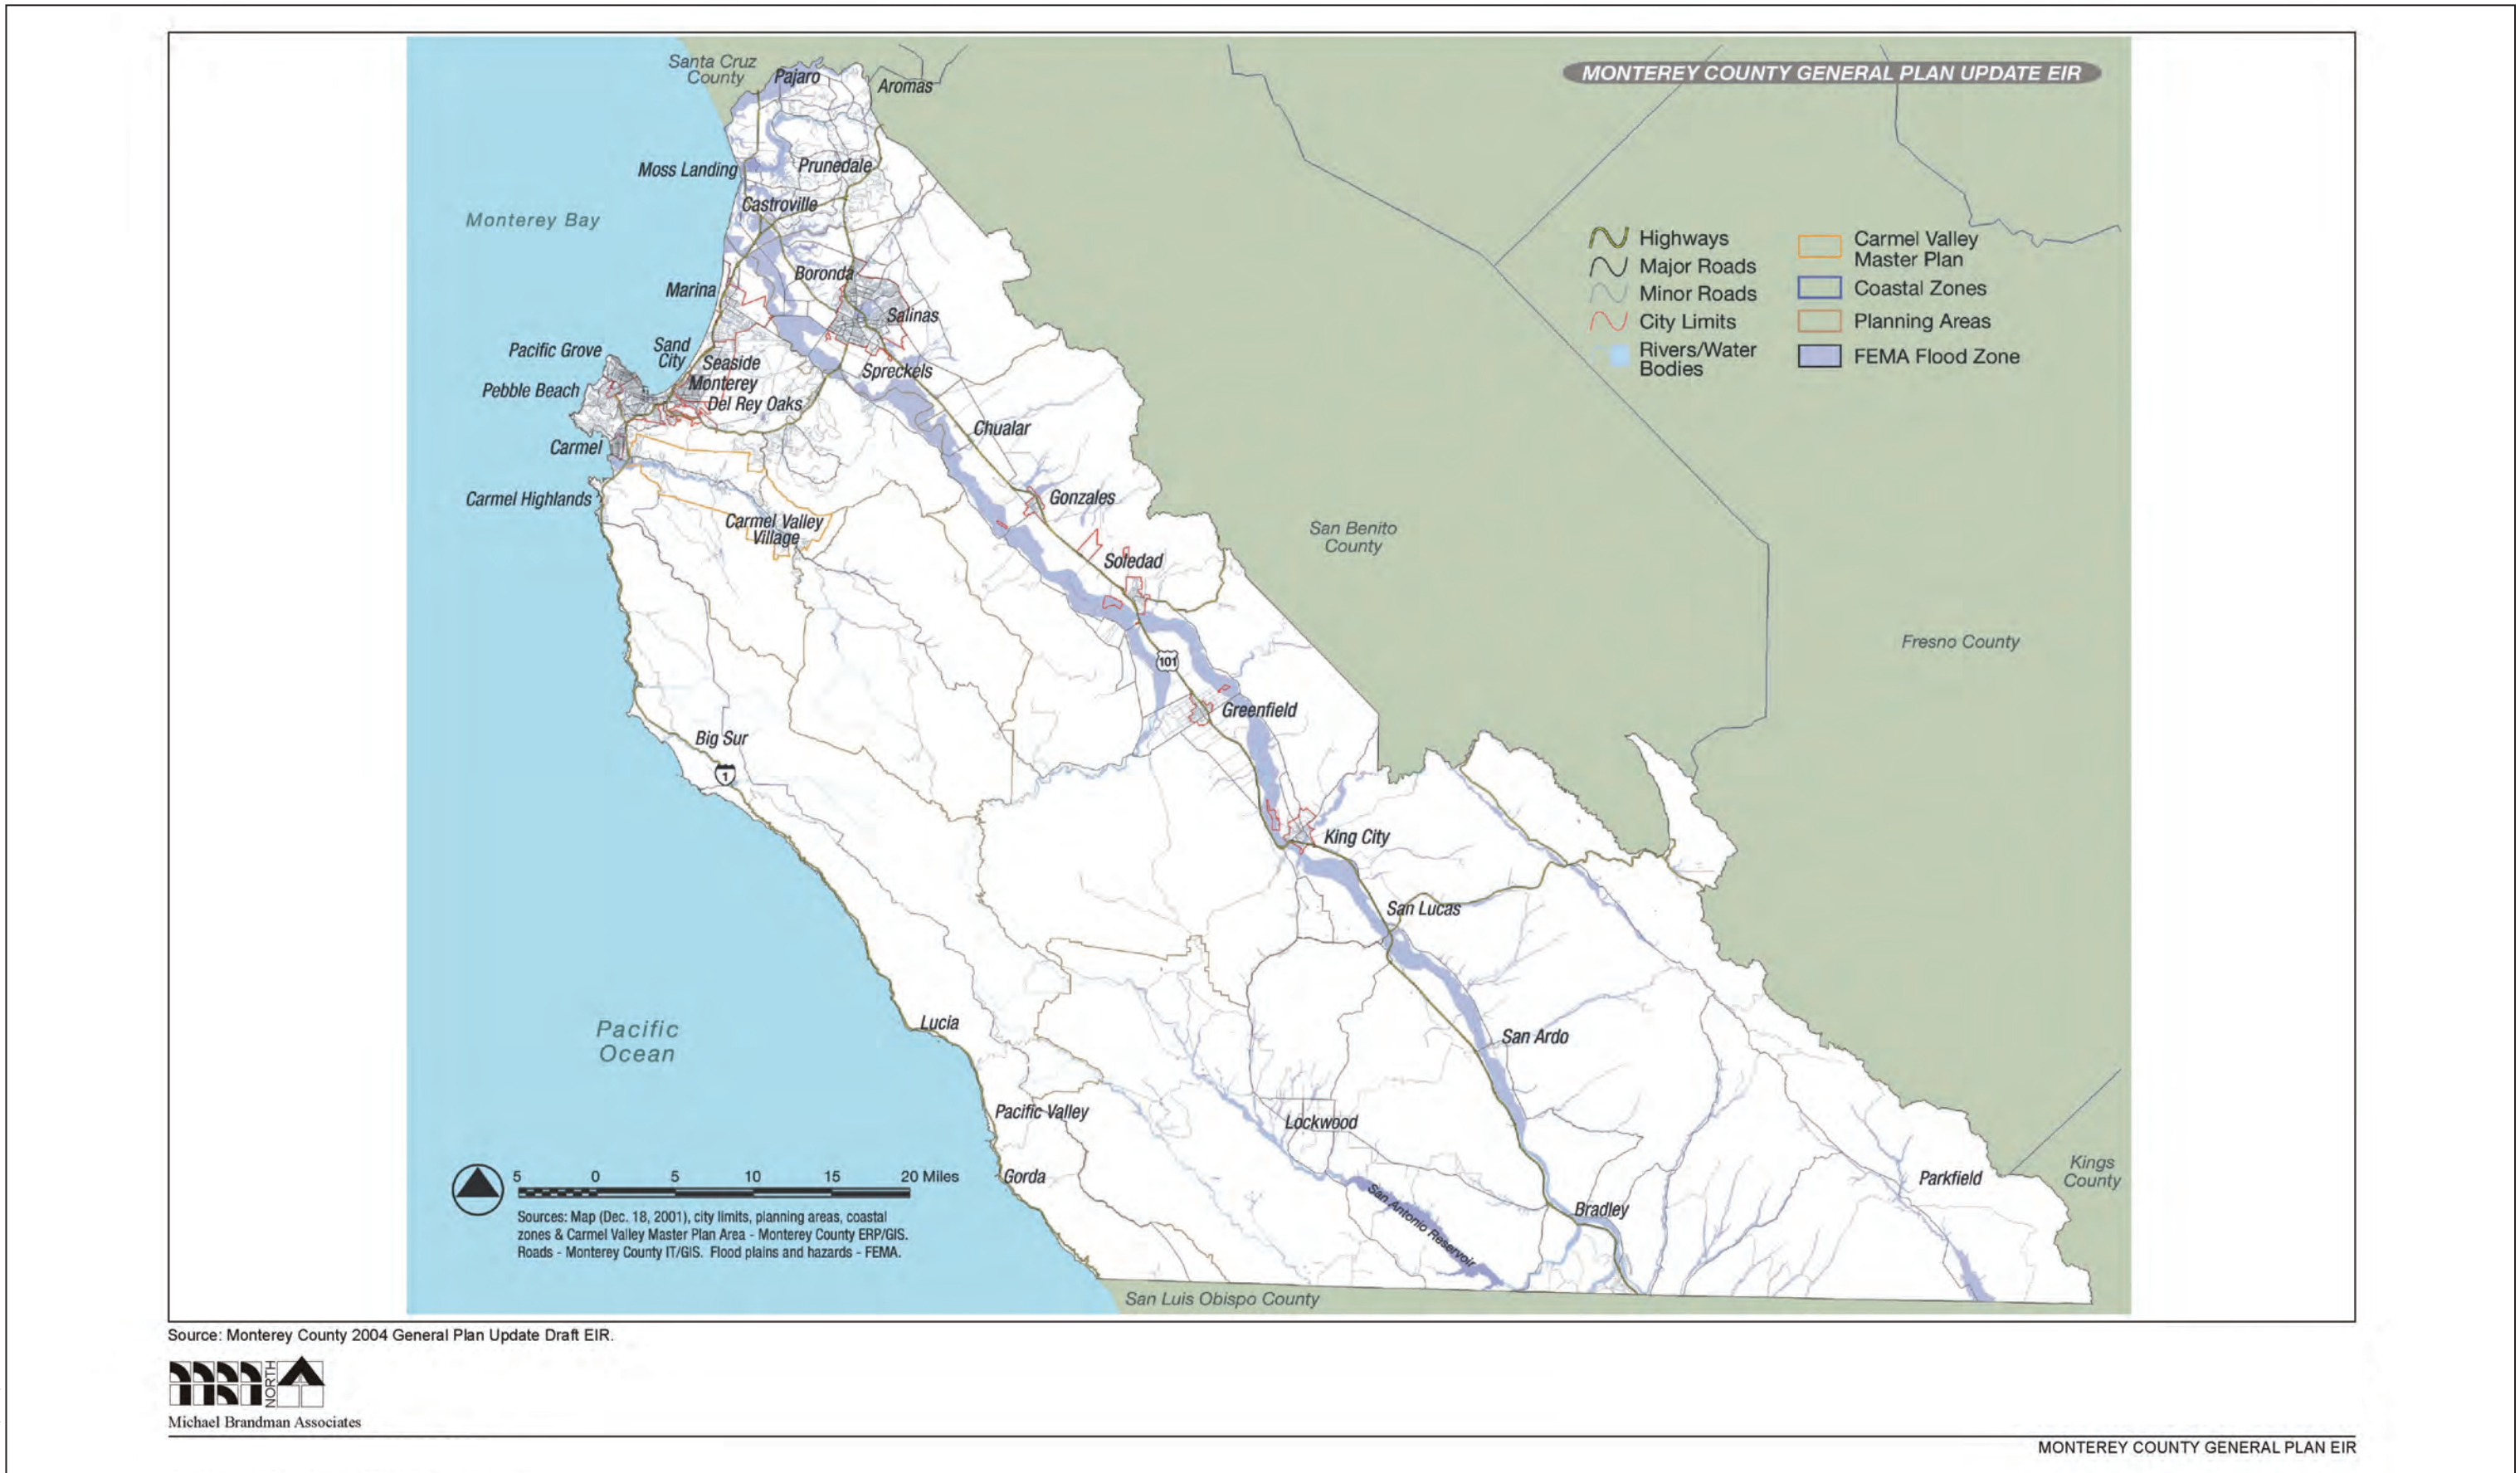 MONTEREY COUNTY GENERAL PLAN UPDATE EIR
Santa Cruz
County
Pajaro
Aromas
Moss Landing
Prunedale
Castroville
Monterey Bay
Boronda
Marina
Salinas
Pacific Grove
Sand
City
Seaside
Spreckels
Pebble Beach
Monterey
Del Rey Oaks
Chualar
Carmel
Carmel Highlands
Gonzales
Carmel Valley
Village
Soledad
San Benito
County
Fresno County
101
Greenfield
Big Sur
1
King City
San Lucas
Pacific
Ocean
Lucia
San Ardo
Pacific Valley
Lockwood
Gorda
San Antonio Reservoir
Bradley
Parkfield
Kings
County
San Luis Obispo County
Highways
Major Roads
Minor Roads
City Limits
Rivers/Water
Bodies
Carmel Valley
Master Plan
Coastal Zones
Planning Areas
FEMA Flood Zone
5 0 5 10 15 20 Miles
Sources: Map (Dec. 18, 2001), city limits, planning areas, coastal
zones & Carmel Valley Master Plan Area - Monterey County ERP/GIS.
Roads - Monterey County IT/GIS. Flood plains and hazards - FEMA.
Source: Monterey County 2004 General Plan Update Draft EIR.
NORTH
Michael Brandman Associates
MONTEREY COUNTY GENERAL PLAN EIR